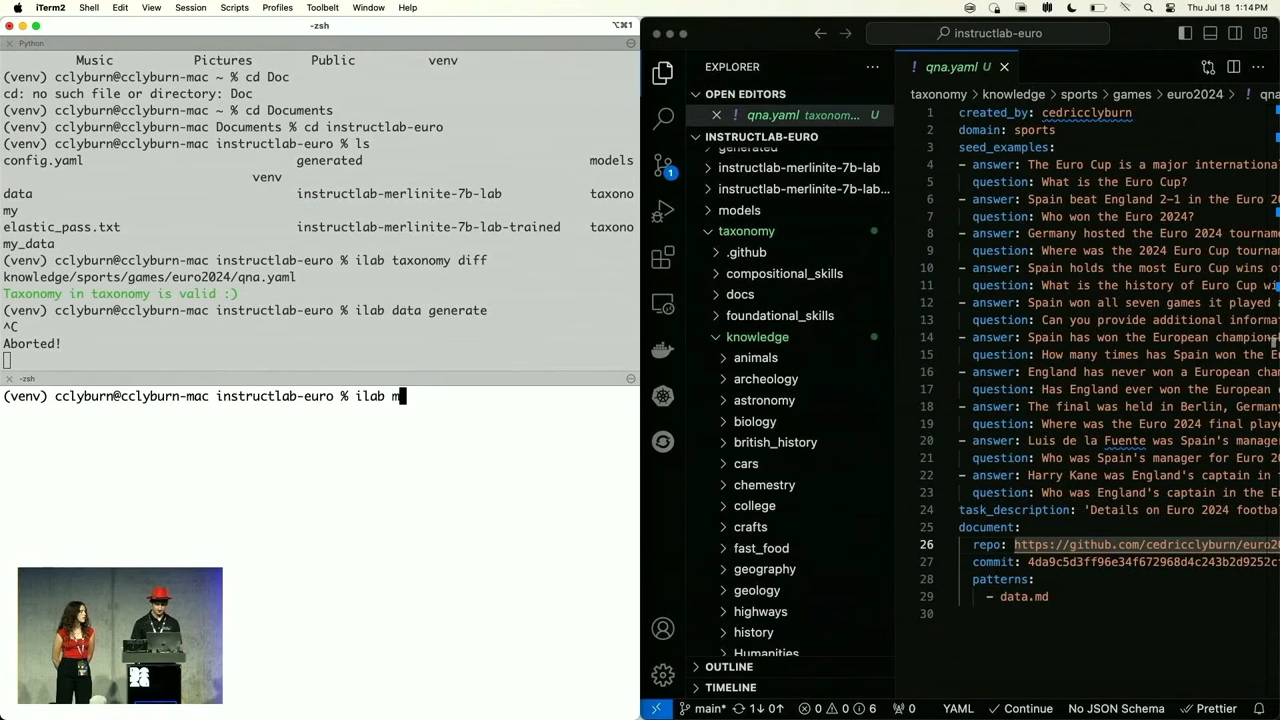 iTerm2 Shell Edit View Session Scripts Profiles Toolbelt Window Help
Thu Jul 18 1:14 PM
-zsh
⌥⌘1
Python
Music Pictures Public venv
(venv) cclyburn@cclyburn-mac ~ % cd Doc
cd: no such file or directory: Doc
(venv) cclyburn@cclyburn-mac ~ % cd Documents
(venv) cclyburn@cclyburn-mac Documents % cd instructlab-euro
(venv) cclyburn@cclyburn-mac instructlab-euro % ls
config.yaml generated models
venv
data instructlab-merlinite-7b-lab taxono
my
elastic_pass.txt instructlab-merlinite-7b-lab-trained taxono
my_data
(venv) cclyburn@cclyburn-mac instructlab-euro % ilab taxonomy diff
knowledge/sports/games/euro2024/qna.yaml
Taxonomy in taxonomy is valid :)
(venv) cclyburn@cclyburn-mac instructlab-euro % ilab data generate
^C
Aborted!
-zsh
(venv) cclyburn@cclyburn-mac instructlab-euro % ilab m
instructlab-euro
EXPLORER
OPEN EDITORS
qna.yaml taxonom... U
INSTRUCTLAB-EURO
generated
instructlab-merlinite-7b-lab
instructlab-merlinite-7b-lab...
models
taxonomy
.github
compositional_skills
docs
foundational_skills
knowledge
animals
archeology
astronomy
biology
british_history
cars
chemestry
college
crafts
fast_food
geography
geology
highways
history
Humanities
OUTLINE
TIMELINE
1
! qna.yaml U
taxonomy > knowledge > sports > games > euro2024 > ! qna
1 created_by: cedricclyburn
2 domain: sports
3 seed_examples:
4 - answer: The Euro Cup is a major internationa
5 question: What is the Euro Cup?
6 - answer: Spain beat England 2-1 in the Euro 2
7 question: Who won the Euro 2024?
8 - answer: Germany hosted the Euro 2024 tourname
9 question: Where was the 2024 Euro Cup tourna
10 - answer: Spain holds the most Euro Cup wins o
11 question: What is the history of Euro Cup wi
12 - answer: Spain won all seven games it played a
13 question: Can you provide additional informa
14 - answer: Spain has won the European champions
15 question: How many times has Spain won the E
16 - answer: England has never won a European cham
17 question: Has England ever won the European
18 - answer: The final was held in Berlin, Germany
19 question: Where was the Euro 2024 final playe
20 - answer: Luis de la Fuente was Spain's manager
21 question: Who was Spain's manager for Euro 20
22 - answer: Harry Kane was England's captain in t
23 question: Who was England's captain in the Eu
24 task_description: 'Details on Euro 2024 footba
25 document:
26 repo: https://github.com/cedricclyburn/euro20
27 commit: 4da9c5d3ff96e34f672968d4c243b2d9252c
28 patterns:
29 - data.md
30
main* 1↓ 0↑ 0 0 6 0 YAML Continue No JSON Schema Prettier